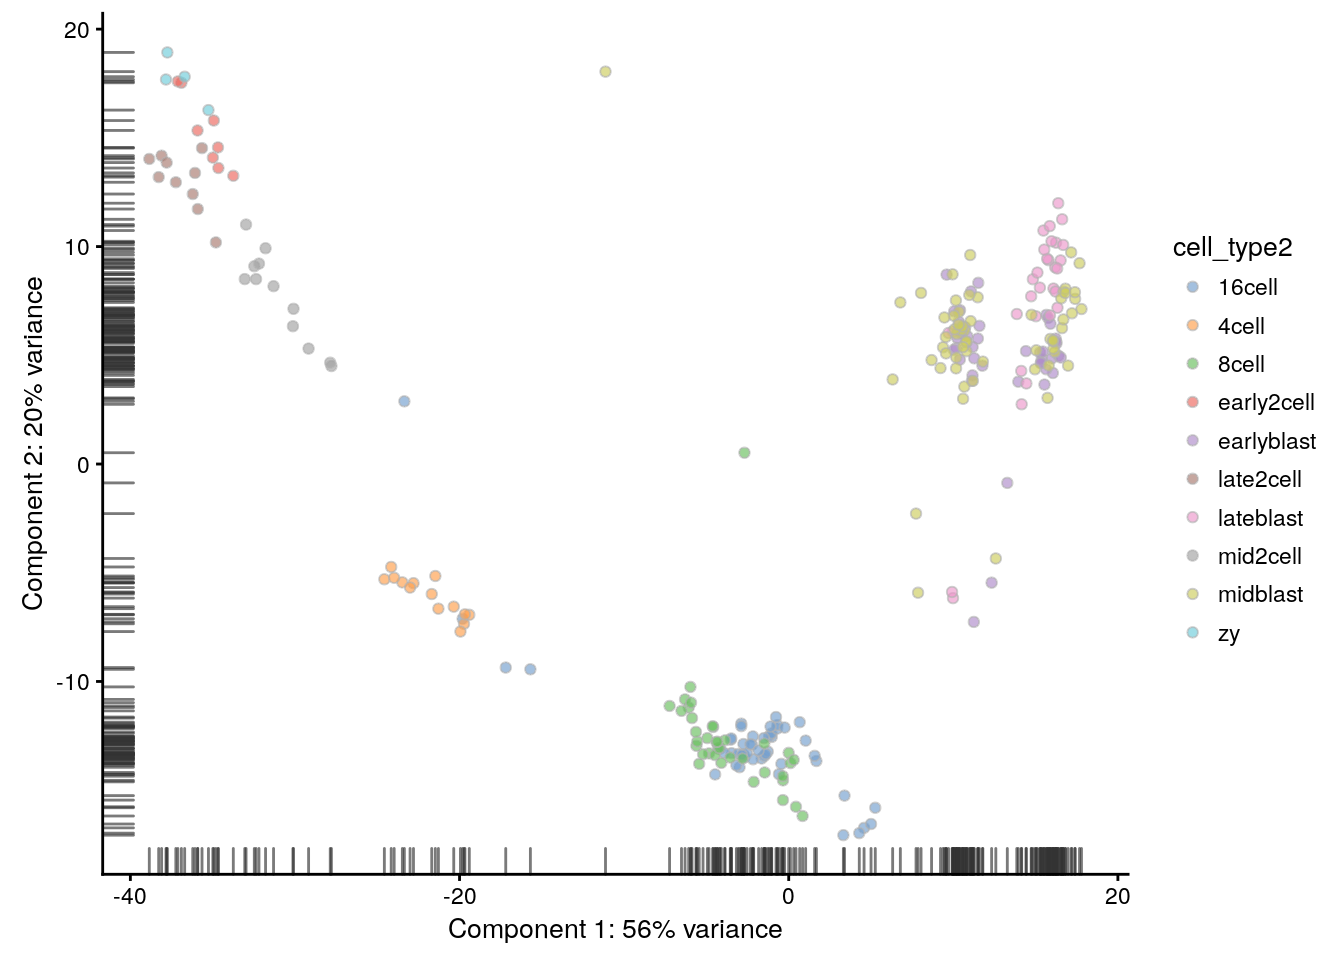 20
10
0
-10
Component 2: 20% variance
-40
-20
0
20
Component 1: 56% variance
cell_type2
16cell
4cell
8cell
early2cell
earlyblast
late2cell
lateblast
mid2cell
midblast
zy